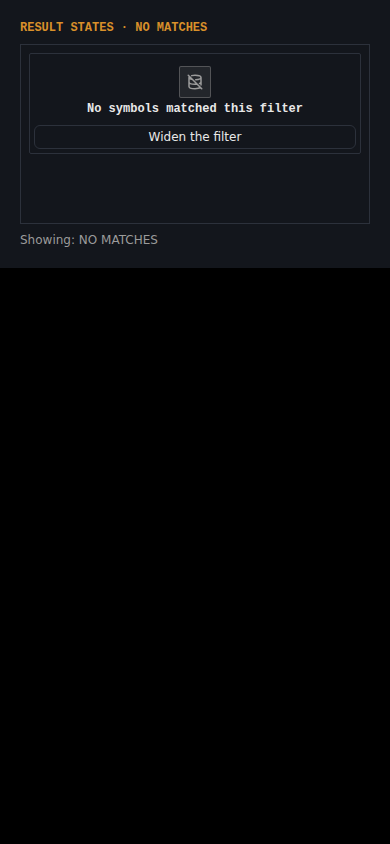 RESULT STATES · NO MATCHES
No symbols matched this filter
Widen the filter
Showing: NO MATCHES